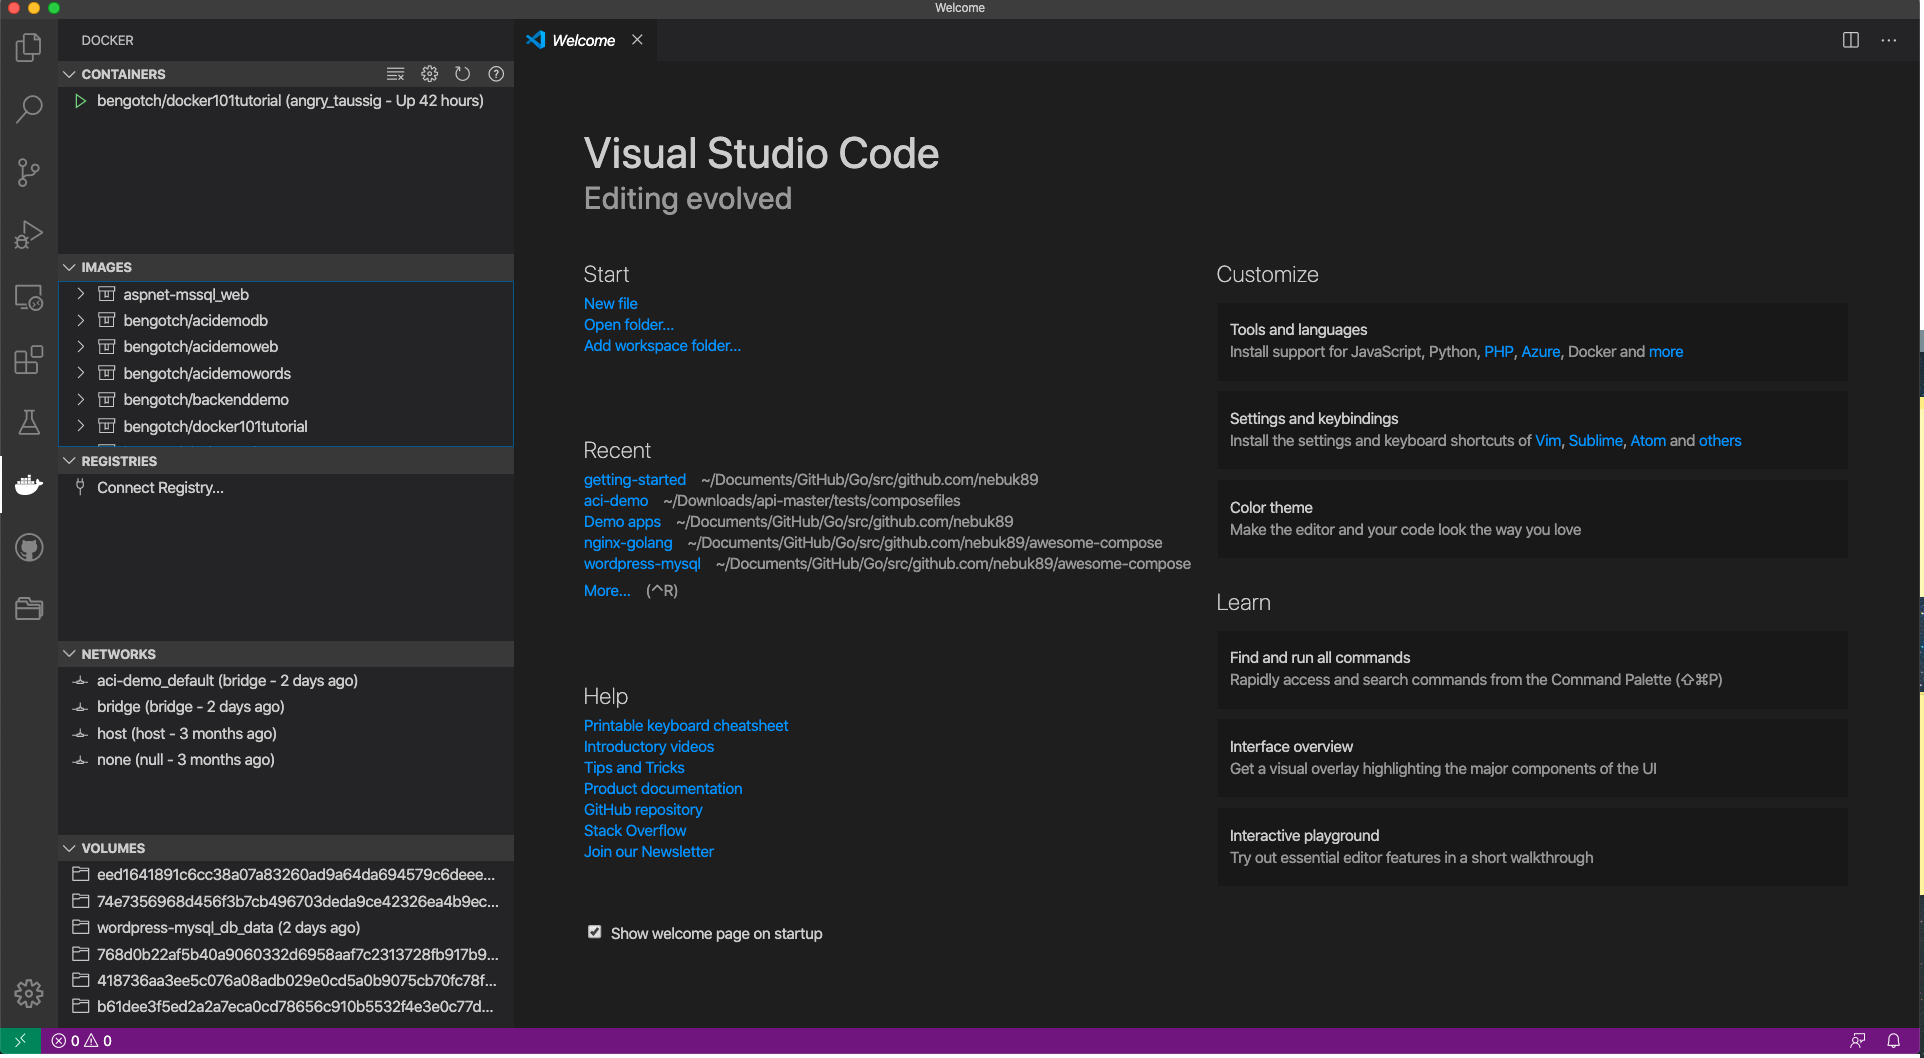 Welcome
DOCKER
CONTAINERS
bengotch/docker101tutorial (angry_taussig - Up 42 hours)
IMAGES
aspnet-mssql_web
bengotch/acidemodb
bengotch/acidemoweb
bengotch/acidemowords
bengotch/backenddemo
bengotch/docker101tutorial
REGISTRIES
Connect Registry...
NETWORKS
aci-demo_default (bridge - 2 days ago)
bridge (bridge - 2 days ago)
host (host - 3 months ago)
none (null - 3 months ago)
VOLUMES
eed1641891c6cc38a07a83260ad9a64da694579c6deee...
74e7356968d456f3b7cb496703deda9ce42326ea4b9ec...
wordpress-mysql_db_data (2 days ago)
768d0b22af5b40a9060332d6958aaf7c2313728fb917b9...
418736aa3ee5c076a08adb029e0cd5a0b9075cb70fc78f...
b61dee3f5ed2a2a7eca0cd78656c910b5532f4e3e0c77d...
Welcome
Visual Studio Code
Editing evolved
Start
New file
Open folder...
Add workspace folder...
Recent
getting-started ~/Documents/GitHub/Go/src/github.com/nebuk89
aci-demo ~/Downloads/api-master/tests/composefiles
Demo apps ~/Documents/GitHub/Go/src/github.com/nebuk89
nginx-golang ~/Documents/GitHub/Go/src/github.com/nebuk89/awesome-compose
wordpress-mysql ~/Documents/GitHub/Go/src/github.com/nebuk89/awesome-compose
More... (^R)
Help
Printable keyboard cheatsheet
Introductory videos
Tips and Tricks
Product documentation
GitHub repository
Stack Overflow
Join our Newsletter
Show welcome page on startup
Customize
Tools and languages
Install support for JavaScript, Python, PHP, Azure, Docker and more
Settings and keybindings
Install the settings and keyboard shortcuts of Vim, Sublime, Atom and others
Color theme
Make the editor and your code look the way you love
Learn
Find and run all commands
Rapidly access and search commands from the Command Palette (⇧⌘P)
Interface overview
Get a visual overlay highlighting the major components of the UI
Interactive playground
Try out essential editor features in a short walkthrough
0 0